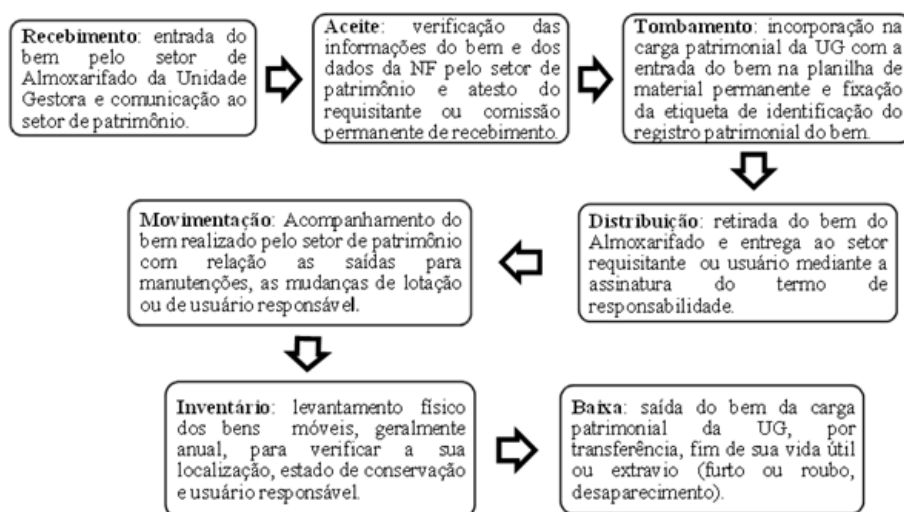 Recebimento: entrada do
bem pelo setor de
Almoxarifado da Unidade
Gestora e comunicação ao
setor de patrimônio.
Aceite: verificação das
informações do bem e dos
dados da NF pelo setor de
patrimônio e atesto do
requisitante ou comissão
permanente de recebimento.
Tombamento: incorporação na
carga patrimonial da UG com a
entrada do bem na planilha de
material permanente e fixação
da etiqueta de identificação do
registro patrimonial do bem.
Distribuição: retirada do bem do
Almoxarifado e entrega ao setor
requisitante ou usuário mediante a
assinatura do termo de
responsabilidade.
Movimentação: Acompanhamento do
bem realizado pelo setor de patrimônio
com relação as saídas para
manutenções, as mudanças de lotação
ou de usuário responsável.
Inventário: levantamento físico
dos bens móveis, geralmente
anual, para verificar a sua
localização, estado de conservação
e usuário responsável.
Baixa: saída do bem da carga
patrimonial da UG, por
transferência, fim de sua vida útil
ou extravio (furto ou roubo,
desaparecimento).